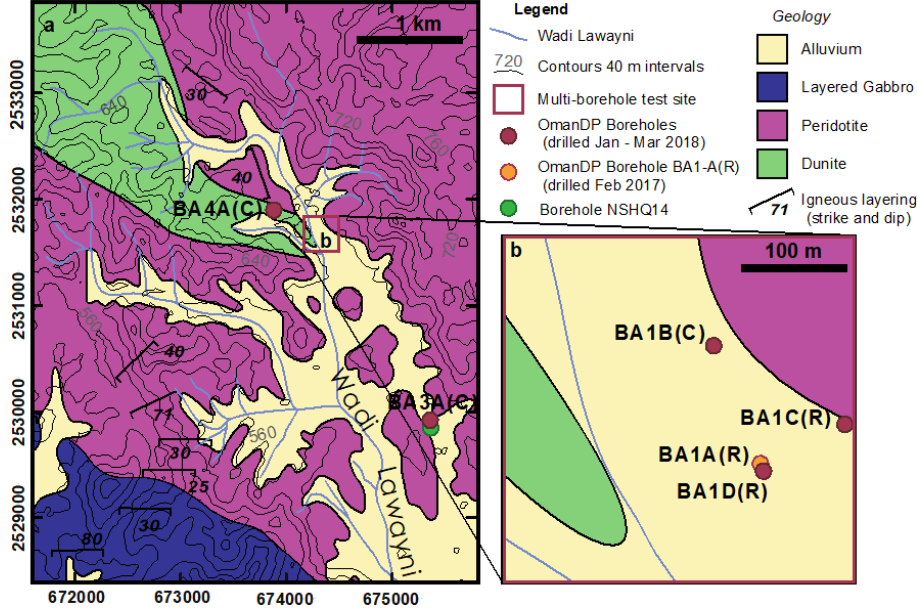 a
1 km
2533000
2532000
2531000
2530000
2529000
672000
673000
674000
675000
30
640
720
760
40
BA4A(C)
b
640
720
560
40
71
BA3A(C)
Wadi
Lawayni
560
30
25
30
80
Legend
Wadi Lawayni
720
Contours 40 m intervals
Multi-borehole test site
OmanDP Boreholes
(drilled Jan - Mar 2018)
OmanDP Borehole BA1-A(R)
(drilled Feb 2017)
Borehole NSHQ14
Geology
Alluvium
Layered Gabbro
Peridotite
Dunite
71
Igneous layering
(strike and dip)
b
100 m
BA1B(C)
BA1C(R)
BA1A(R)
BA1D(R)